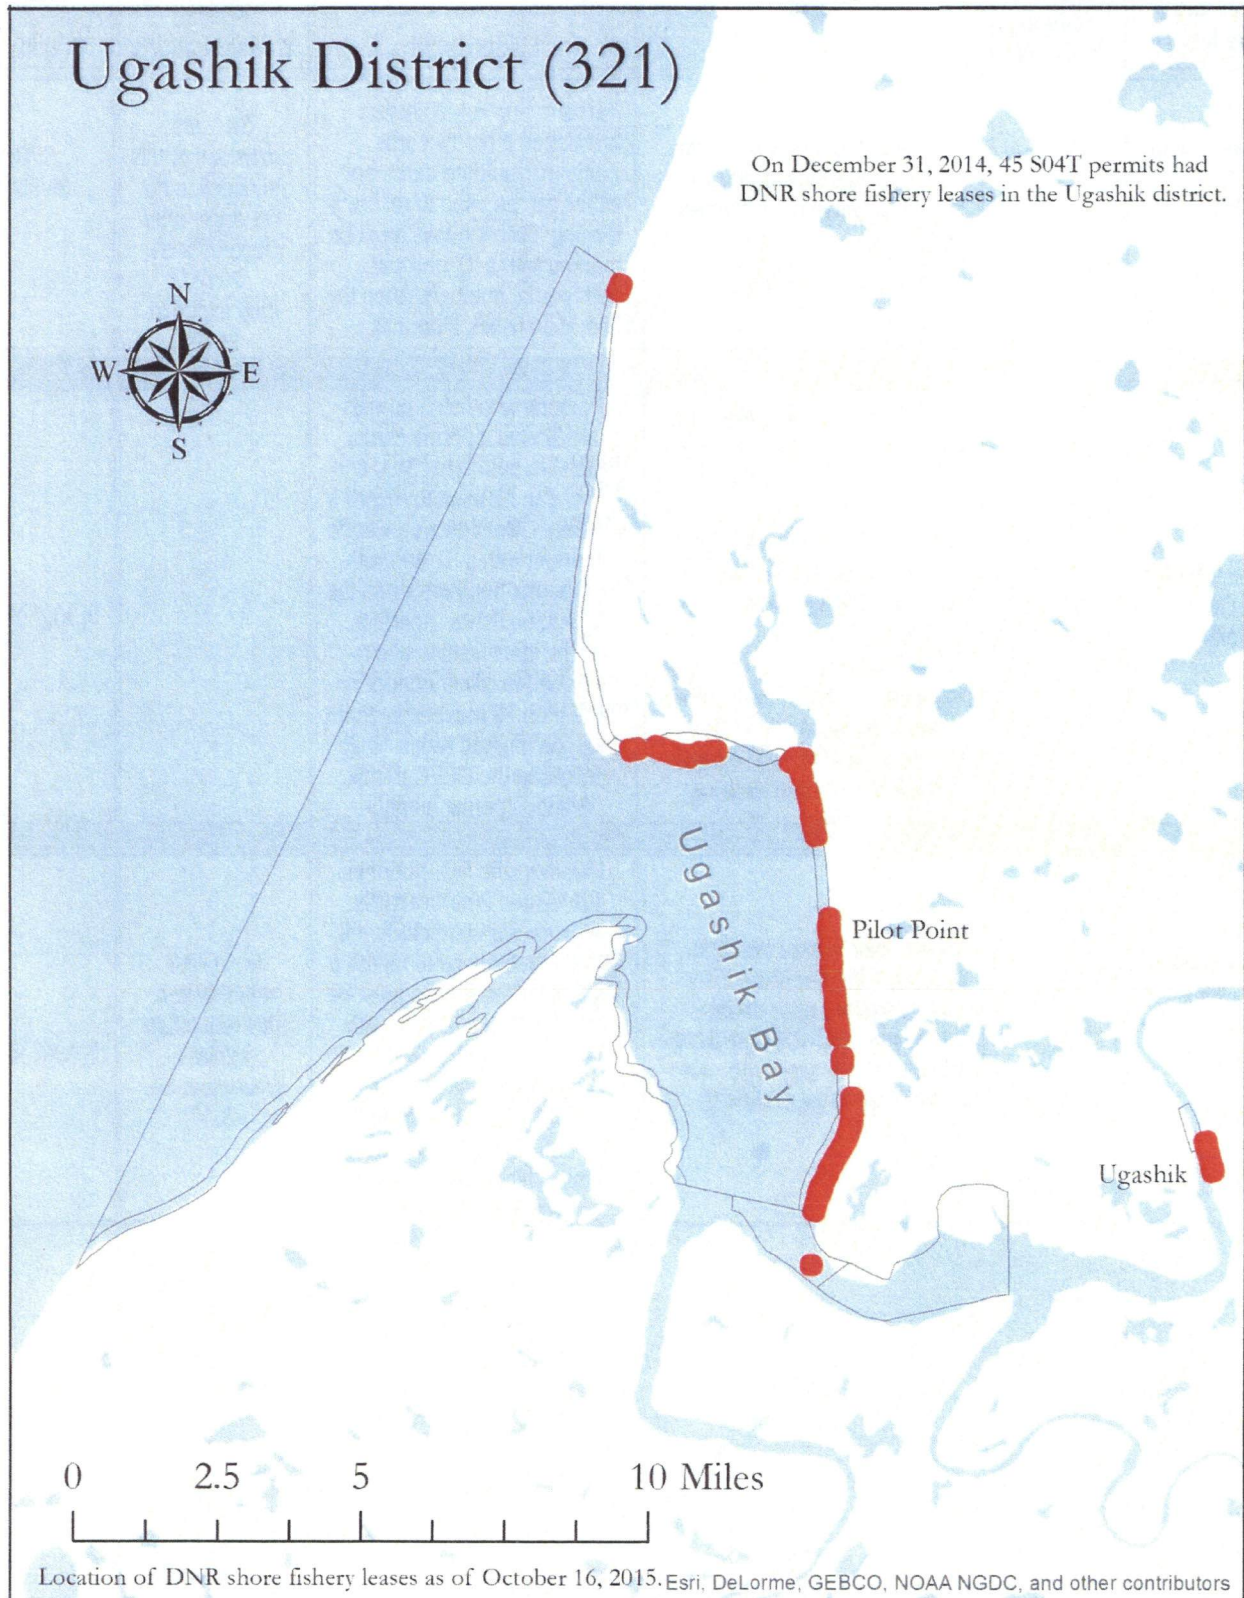 Ugashik District (321)
On December 31, 2014, 45 S04T permits had
DNR shore fishery leases in the Ugashik district.
N
W
E
S
Ugashik Bay
Pilot Point
Ugashik
0 2.5 5 10 Miles
Location of DNR shore fishery leases as of October 16, 2015.
Esri, DeLorme, GEBCO, NOAA NGDC, and other contributors